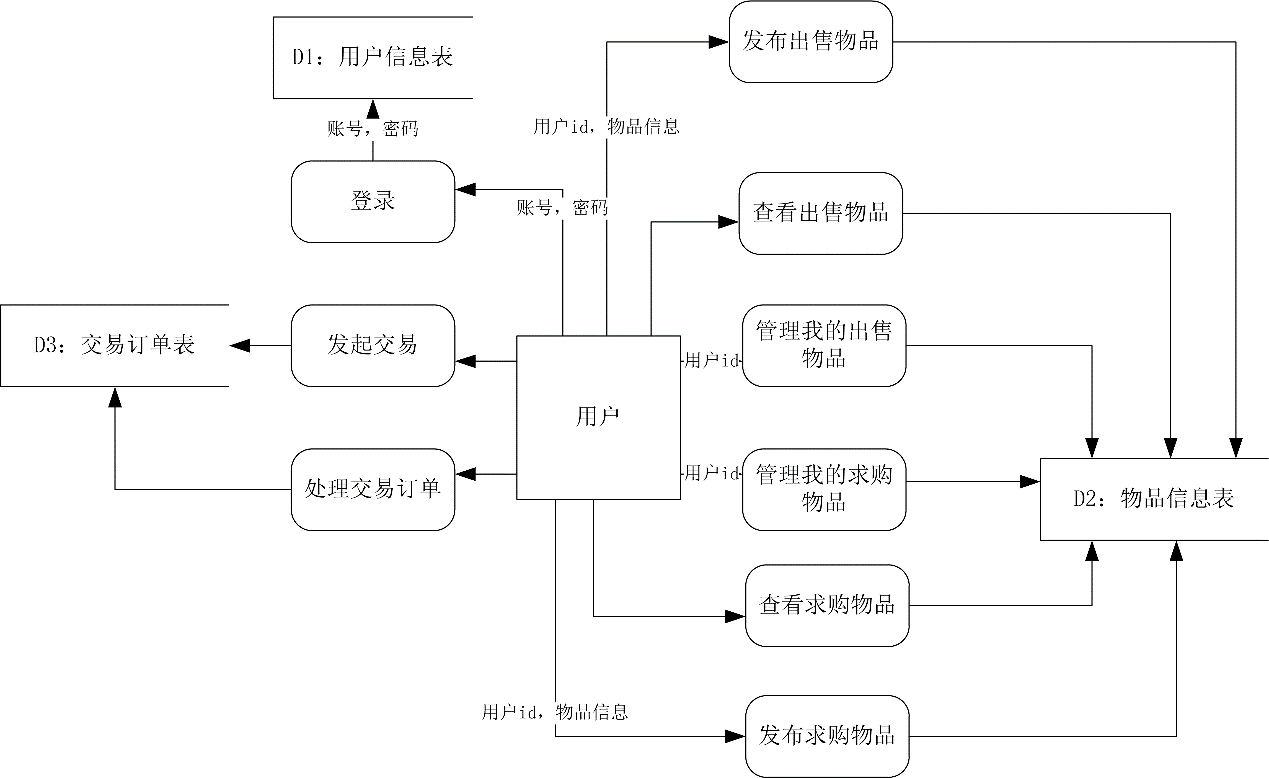 发布出售物品
D1：用户信息表
账号，密码
用户id，物品信息
登录
账号，密码
查看出售物品
D3：交易订单表
发起交易
用户id
管理我的出售
物品
用户
处理交易订单
用户id
管理我的求购
物品
D2：物品信息表
查看求购物品
用户id，物品信息
发布求购物品